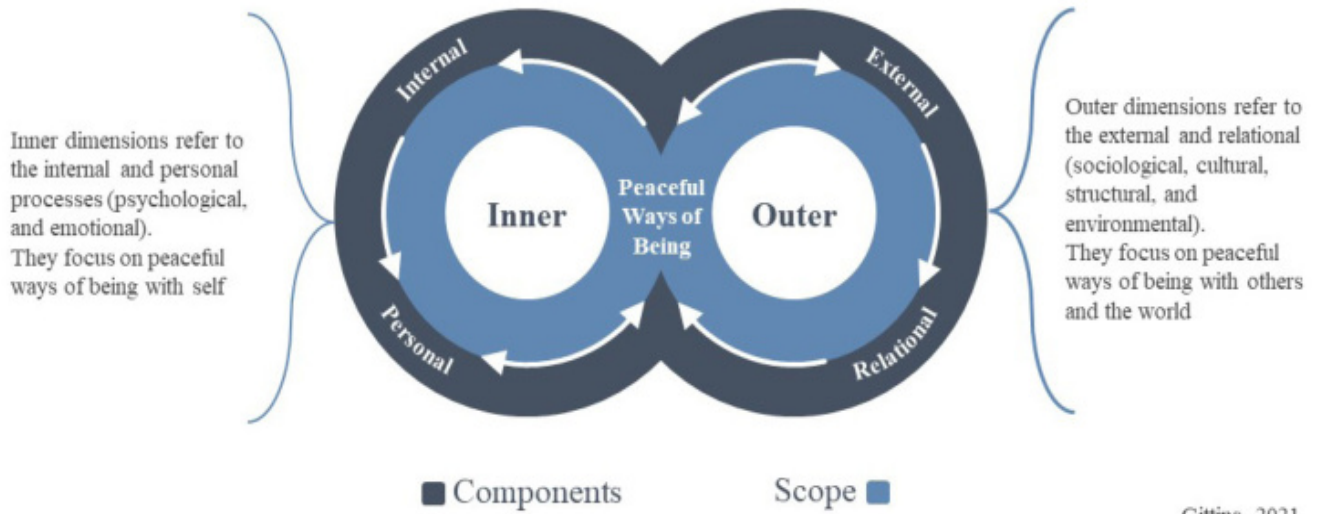 Inner dimensions refer to
the internal and personal
processes (psychological,
and emotional).
They focus on peaceful
ways of being with self
Internal
Personal
Inner
Peaceful
Ways of
Being
Outer
External
Relational
Outer dimensions refer to
the external and relational
(sociological, cultural,
structural, and
environmental).
They focus on peaceful
ways of being with others
and the world
Components
Scope